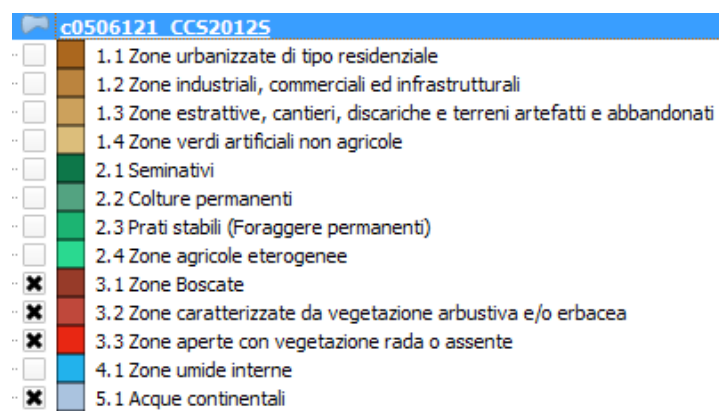 c0506121_CCS2012S
1.1 Zone urbanizzate di tipo residenziale
1.2 Zone industriali, commerciali ed infrastrutturali
1.3 Zone estrattive, cantieri, discariche e terreni artefatti e abbandonati
1.4 Zone verdi artificiali non agricole
2.1 Seminativi
2.2 Colture permanenti
2.3 Prati stabili (Foraggere permanenti)
2.4 Zone agricole eterogenee
3.1 Zone Boscate
3.2 Zone caratterizzate da vegetazione arbustiva e/o erbacea
3.3 Zone aperte con vegetazione rada o assente
4.1 Zone umide interne
5.1 Acque continentali